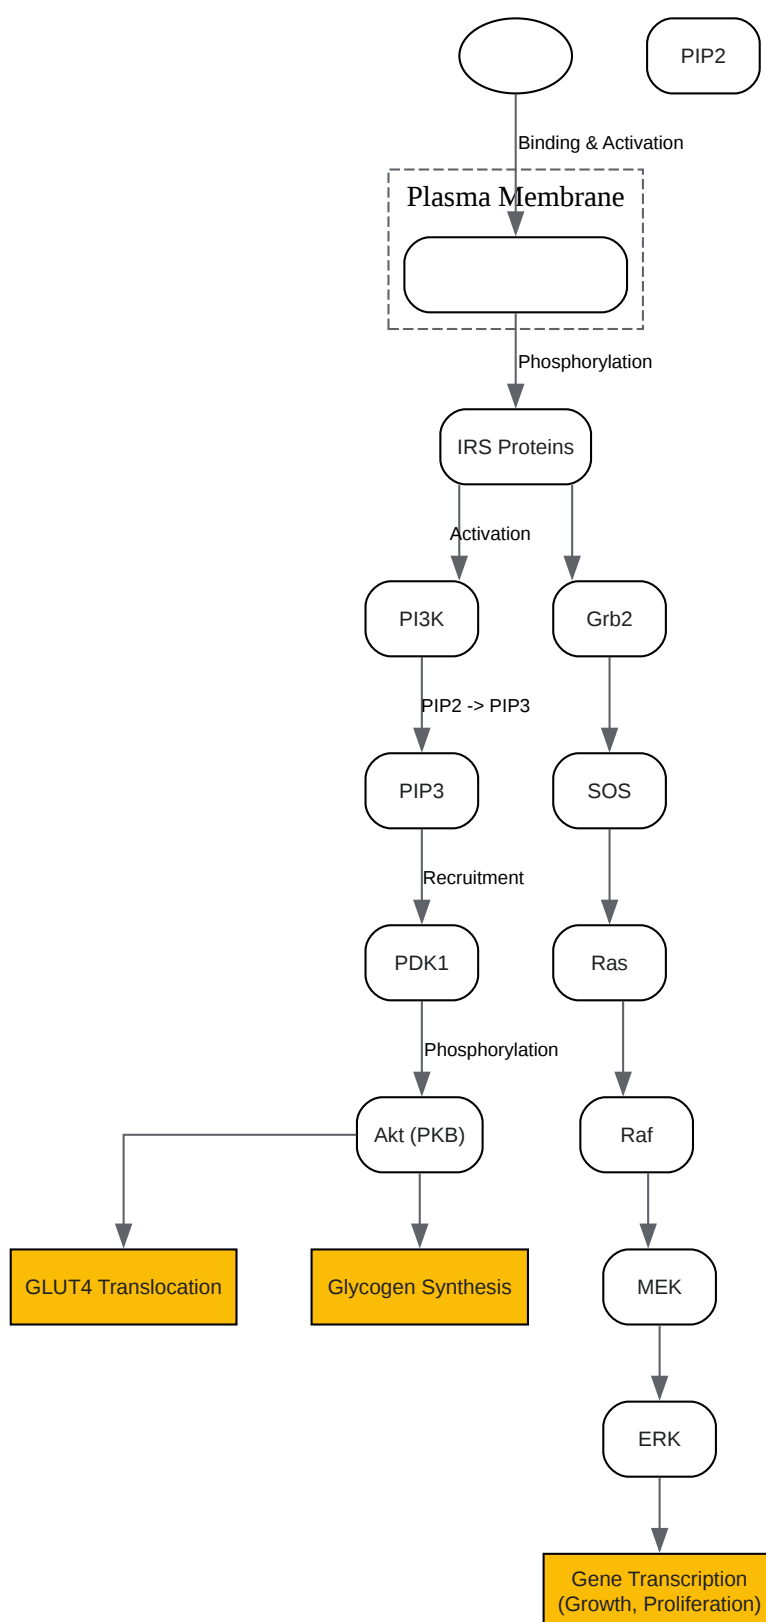 PIP2
Binding & Activation
Plasma Membrane
Phosphorylation
IRS Proteins
Activation
PI3K
Grb2
PIP2 -> PIP3
PIP3
SOS
Recruitment
PDK1
Ras
Phosphorylation
Akt (PKB)
Raf
GLUT4 Translocation
Glycogen Synthesis
MEK
ERK
Gene Transcription
(Growth, Proliferation)